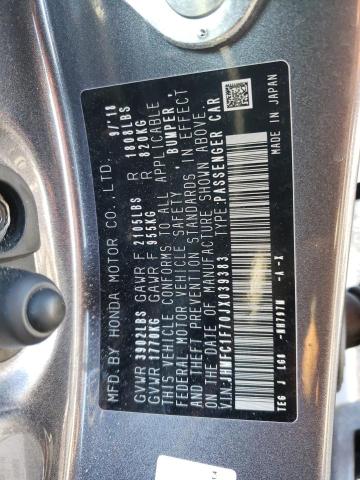 MFD.BY HONDA MOTOR CO.,LTD. 9/18
GVWR 3902LBS GAWR F 2105LBS R 1808LBS
GVWR 1770KG GAWR F 955KG R 820KG
THIS VEHICLE CONFORMS TO ALL APPLICABLE
FEDERAL MOTOR VEHICLE SAFETY , BUMPER ,
AND THEFT PREVENTION STANDARDS IN EFFECT
ON THE DATE OF MANUFACTURE SHOWN ABOVE.
V.I.N: TYPE:PASSENGER CAR
MADE IN JAPAN